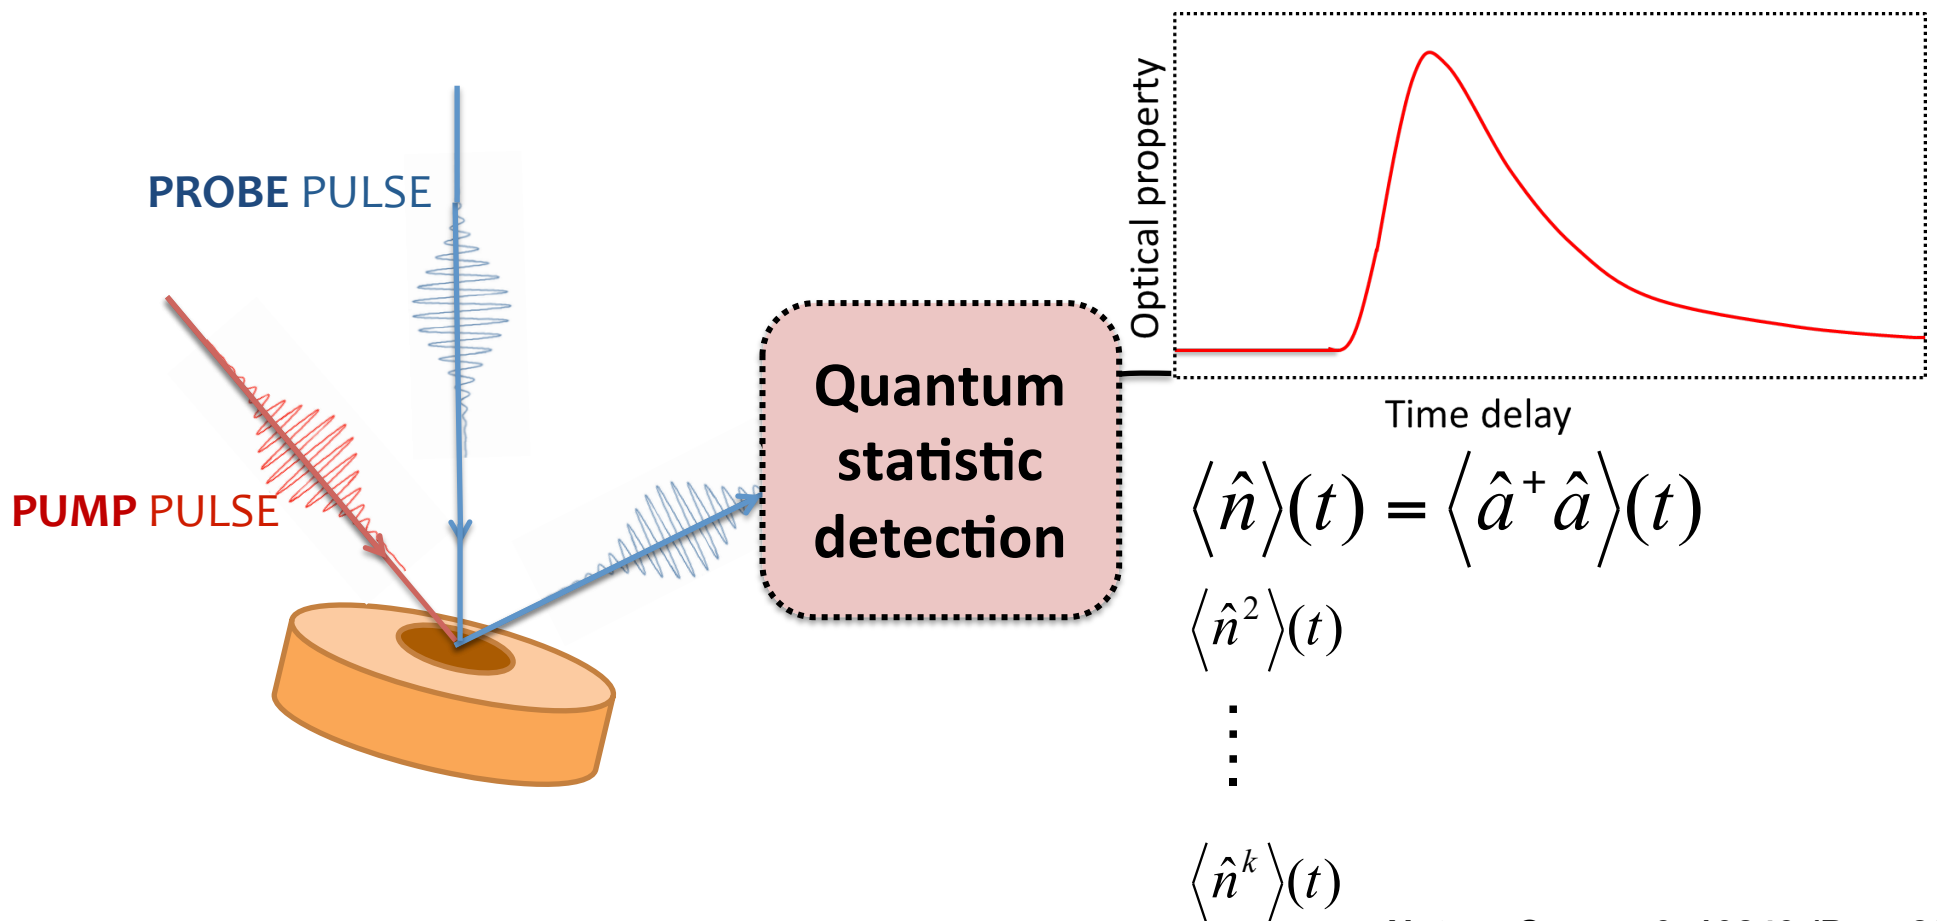 PROBE PULSE
PUMP PULSE
Quantum
statistic
detection
Optical property
Time delay
⟨n̂⟩(t) = ⟨â⁺â⟩(t)
⟨n̂²⟩(t)
⋮
⟨n̂ᵏ⟩(t)